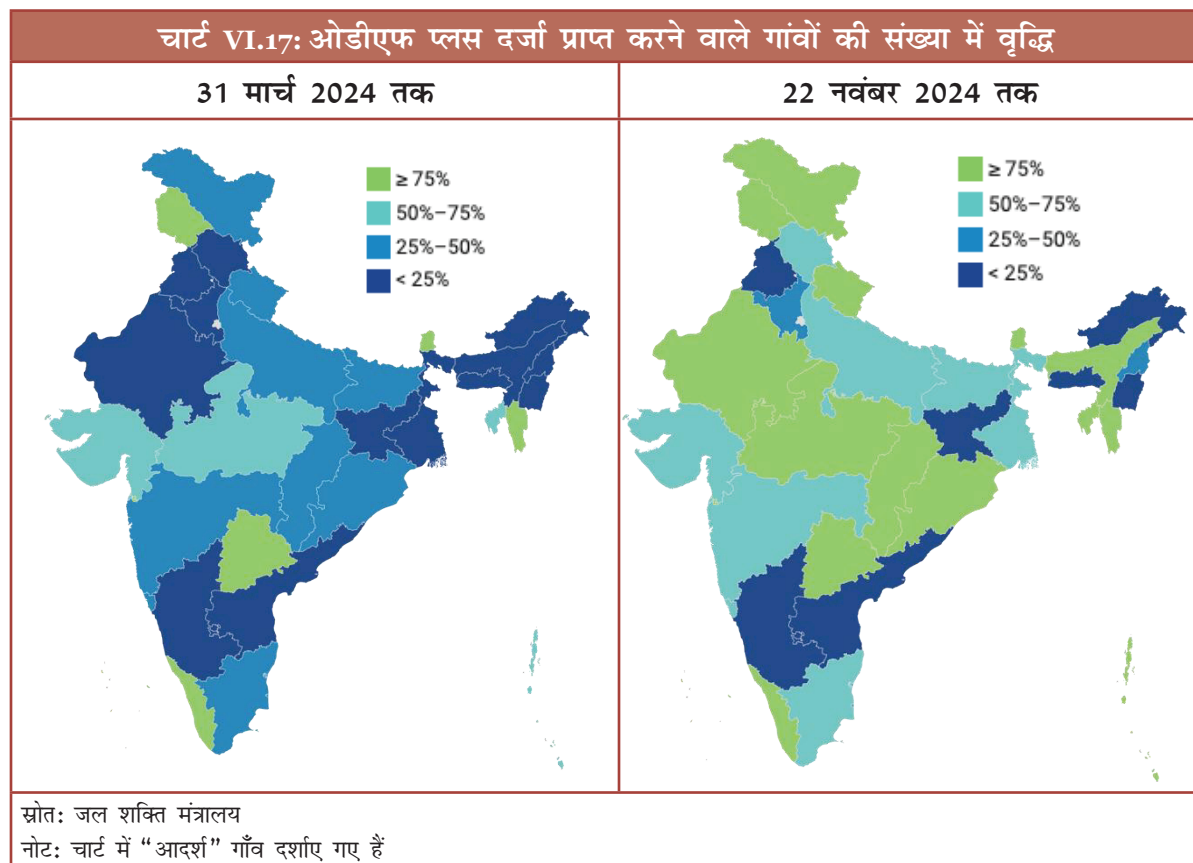 चार्ट VI.17: ओडीएफ प्लस दर्जा प्राप्त करने वाले गांवों की संख्या में वृद्धि
31 मार्च 2024 तक
22 नवंबर 2024 तक
≥ 75%
50%–75%
25%–50%
< 25%
≥ 75%
50%–75%
25%–50%
< 25%
स्रोत: जल शक्ति मंत्रालय
नोट: चार्ट में “आदर्श” गाँव दर्शाए गए हैं